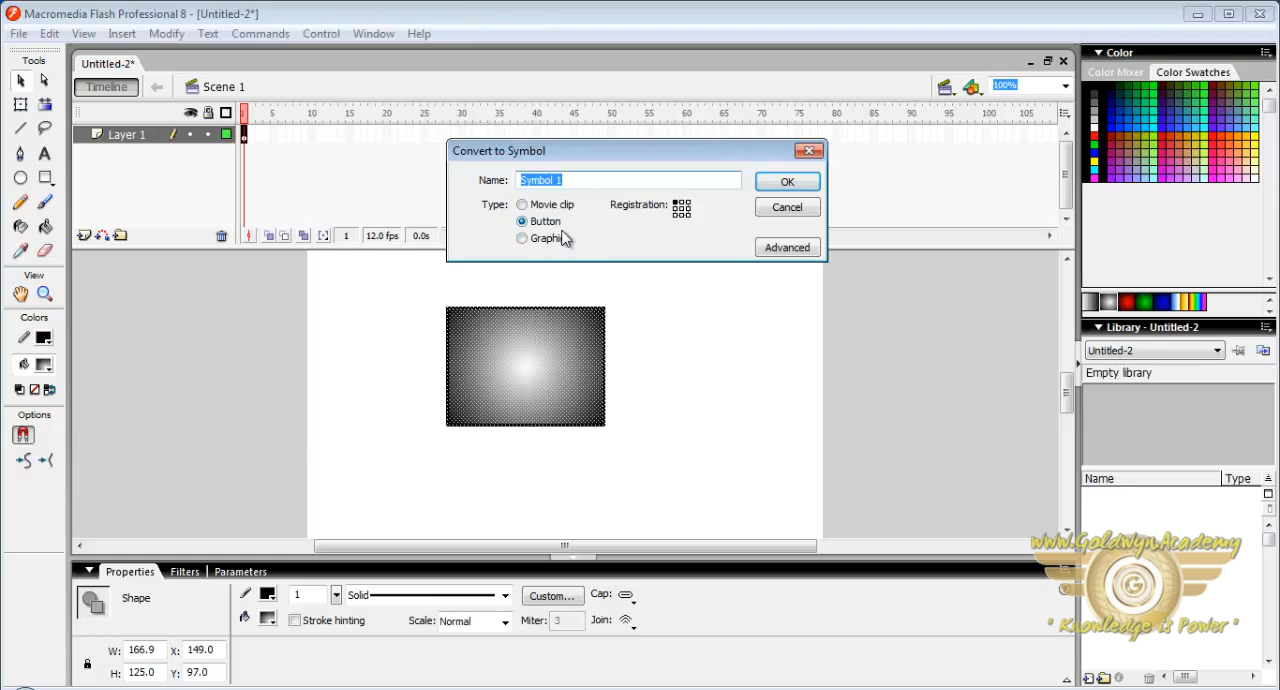 Macromedia Flash Professional 8 - [Untitled-2*]
File Edit View Insert Modify Text Commands Control Window Help
Tools
Untitled-2*
Timeline
Scene 1
100%
1 5 10 15 20 25 30 35 40 45 50 55 60 65 70 75 80 85 90 95 100 105
Layer 1
1 12.0 fps 0.0s
Convert to Symbol
Name: Symbol 1
OK
Type: Movie clip
Registration:
Button
Cancel
Graphic
Advanced
View
Colors
Options
Color
Color Mixer Color Swatches
Library - Untitled-2
Untitled-2
Empty library
Name Type
Properties Filters Parameters
Shape
1 Solid Custom... Cap:
Stroke hinting Scale: Normal Miter: 3 Join:
W: 166.9 X: 149.0
H: 125.0 Y: 97.0
www.GoldwynAcademy
G
" Knowledge is Power "